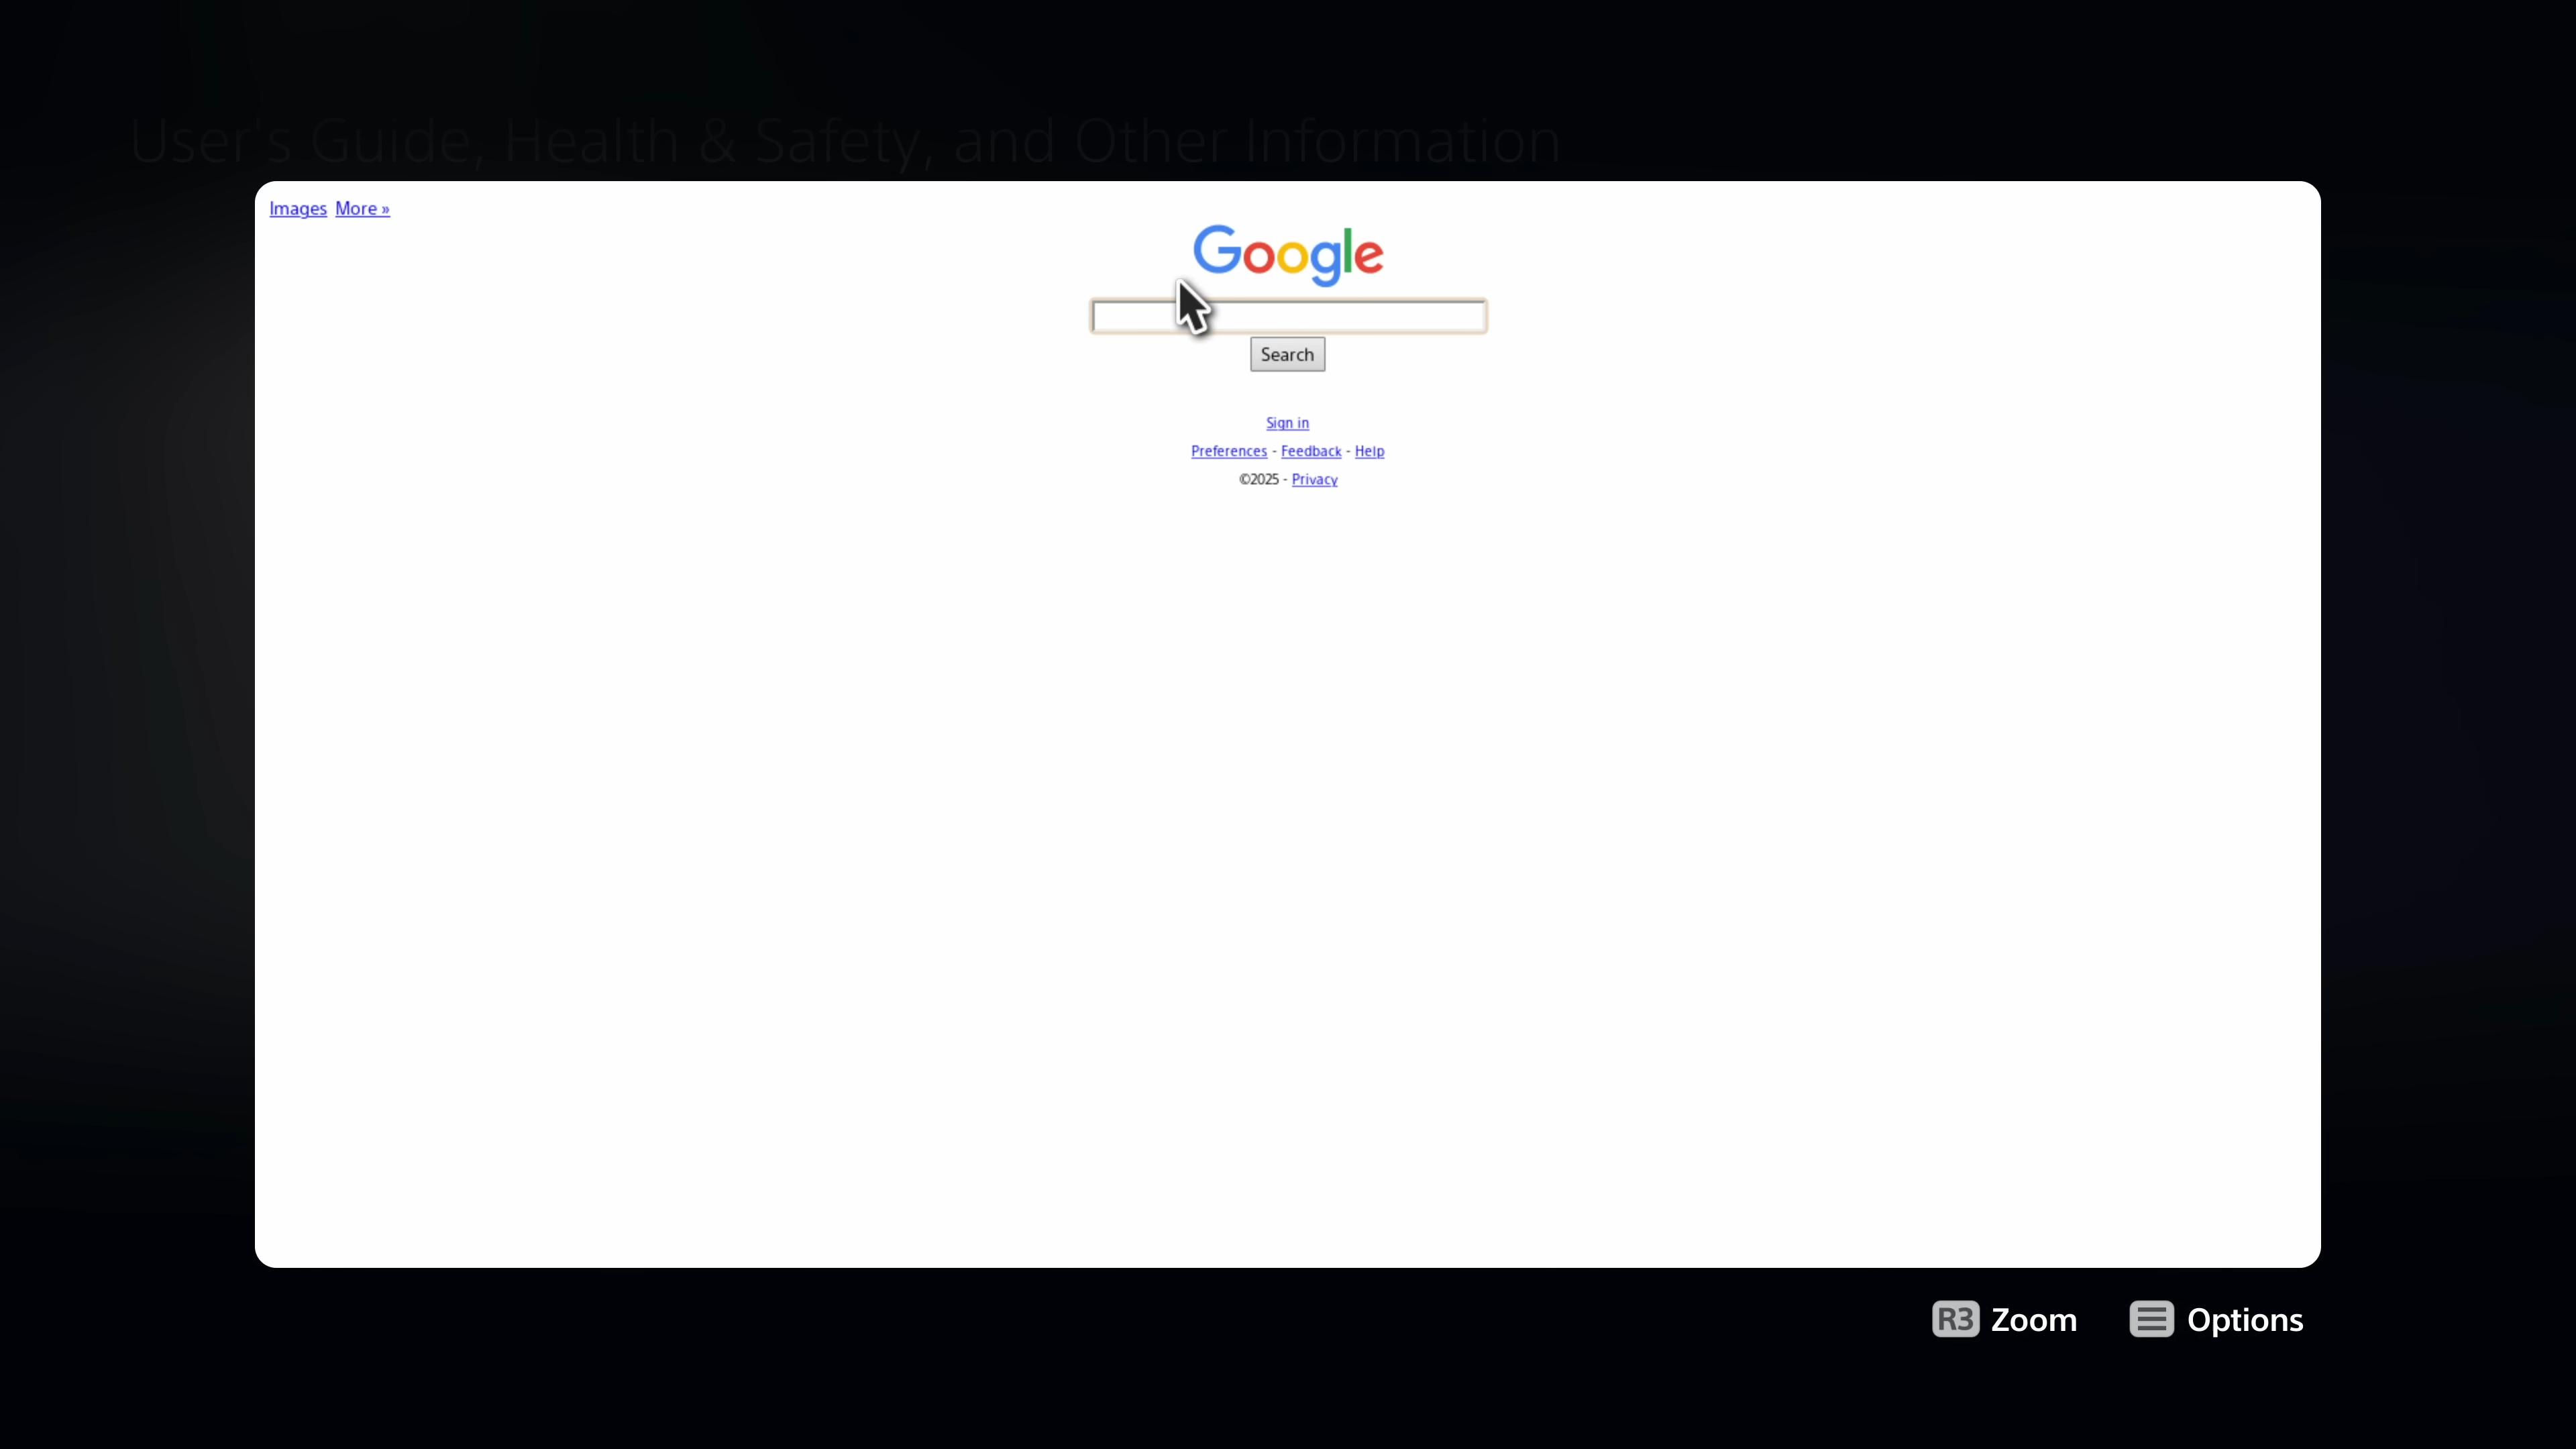 User's Guide, Health & Safety, and Other Information
Images More »
Google
Search
Sign in
Preferences - Feedback - Help
©2025 - Privacy
R3 Zoom Options